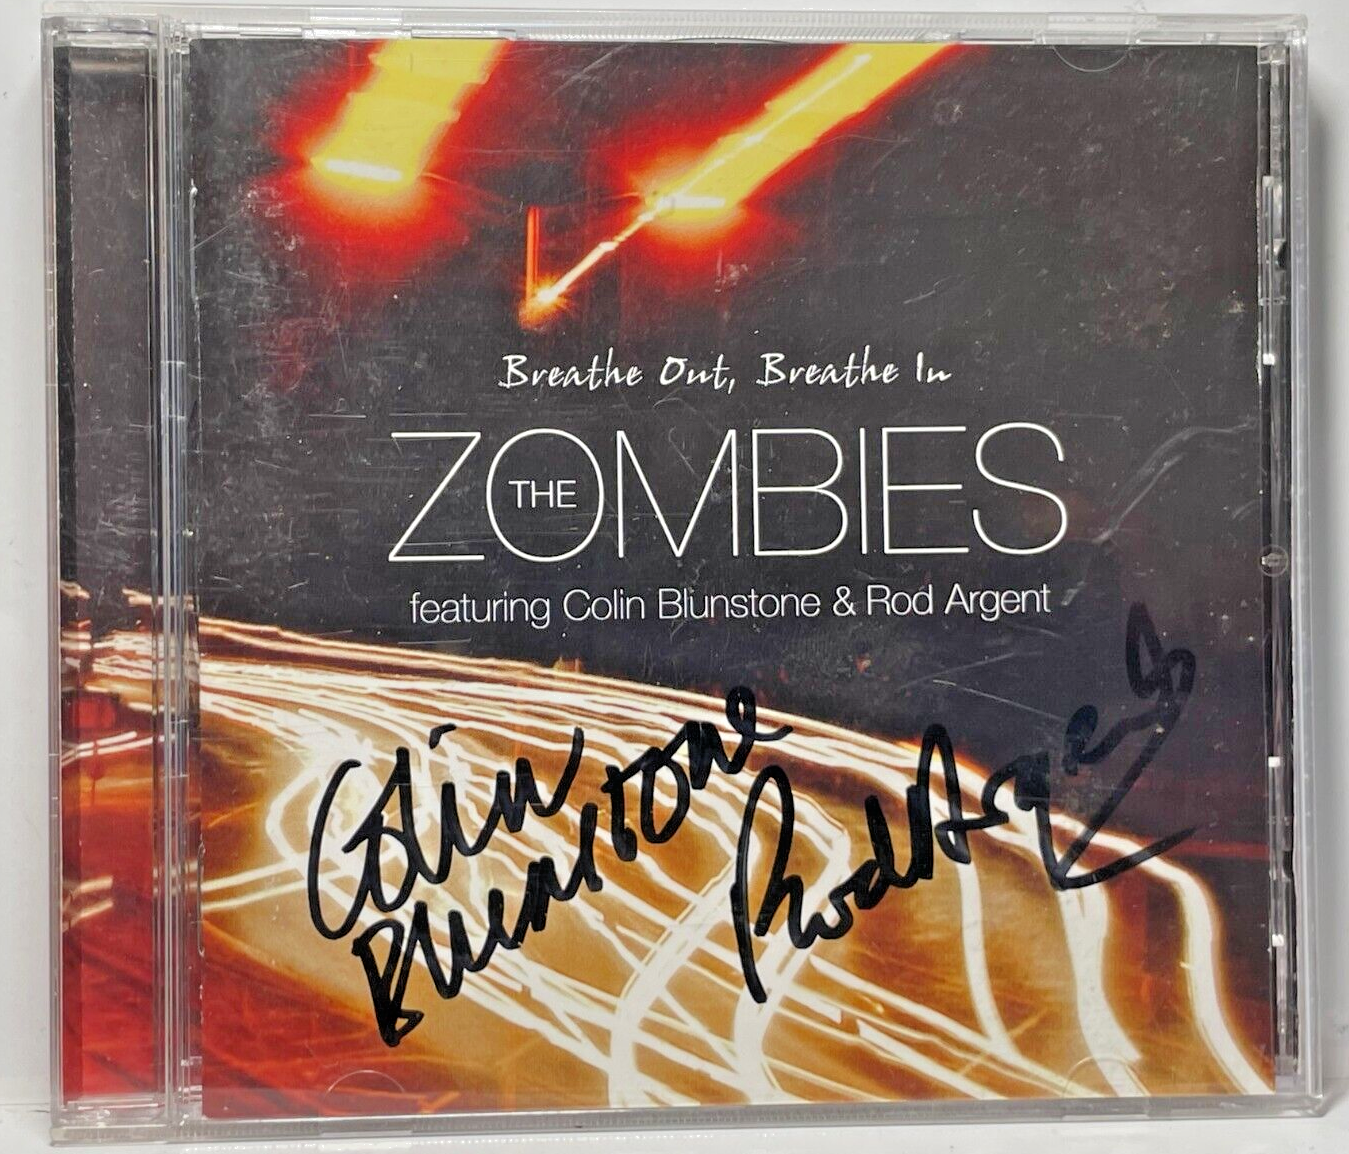 Breathe Out, Breathe In
THE
ZOMBIES
featuring Colin Blunstone & Rod Argent
Colin
Blunstone
Rod Argent